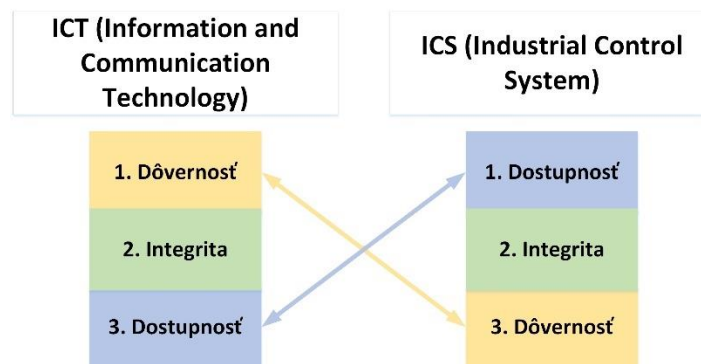 ICT (Information and
Communication
Technology)
ICS (Industrial Control
System)
1. Dôvernosť
2. Integrita
3. Dostupnosť
1. Dostupnosť
2. Integrita
3. Dôvernosť